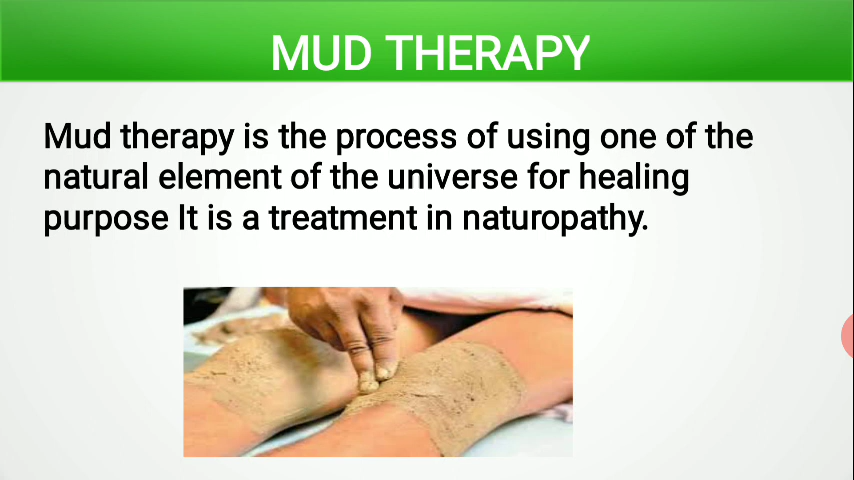 MUD THERAPY
Mud therapy is the process of using one of the
natural element of the universe for healing
purpose It is a treatment in naturopathy.